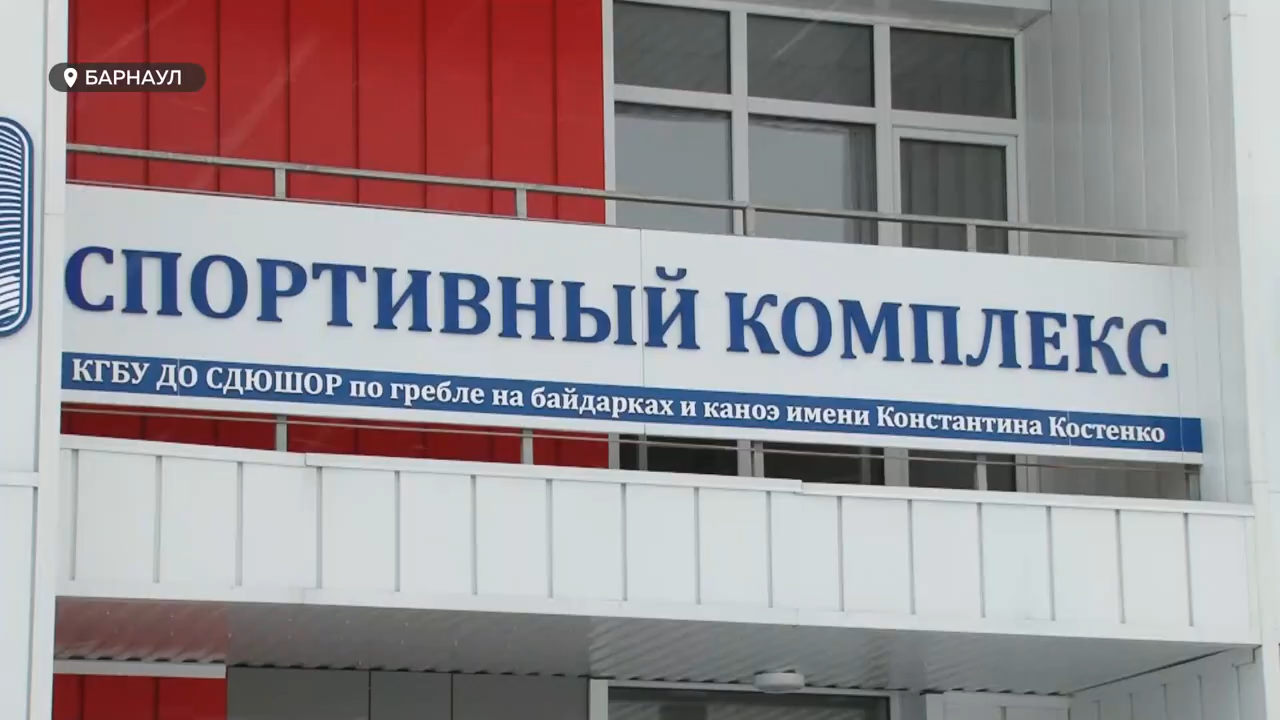 БАРНАУЛ
СПОРТИВНЫЙ КОМПЛЕКС
КГБУ ДО СДЮШОР по гребле на байдарках и каноэ имени Константина Костенко